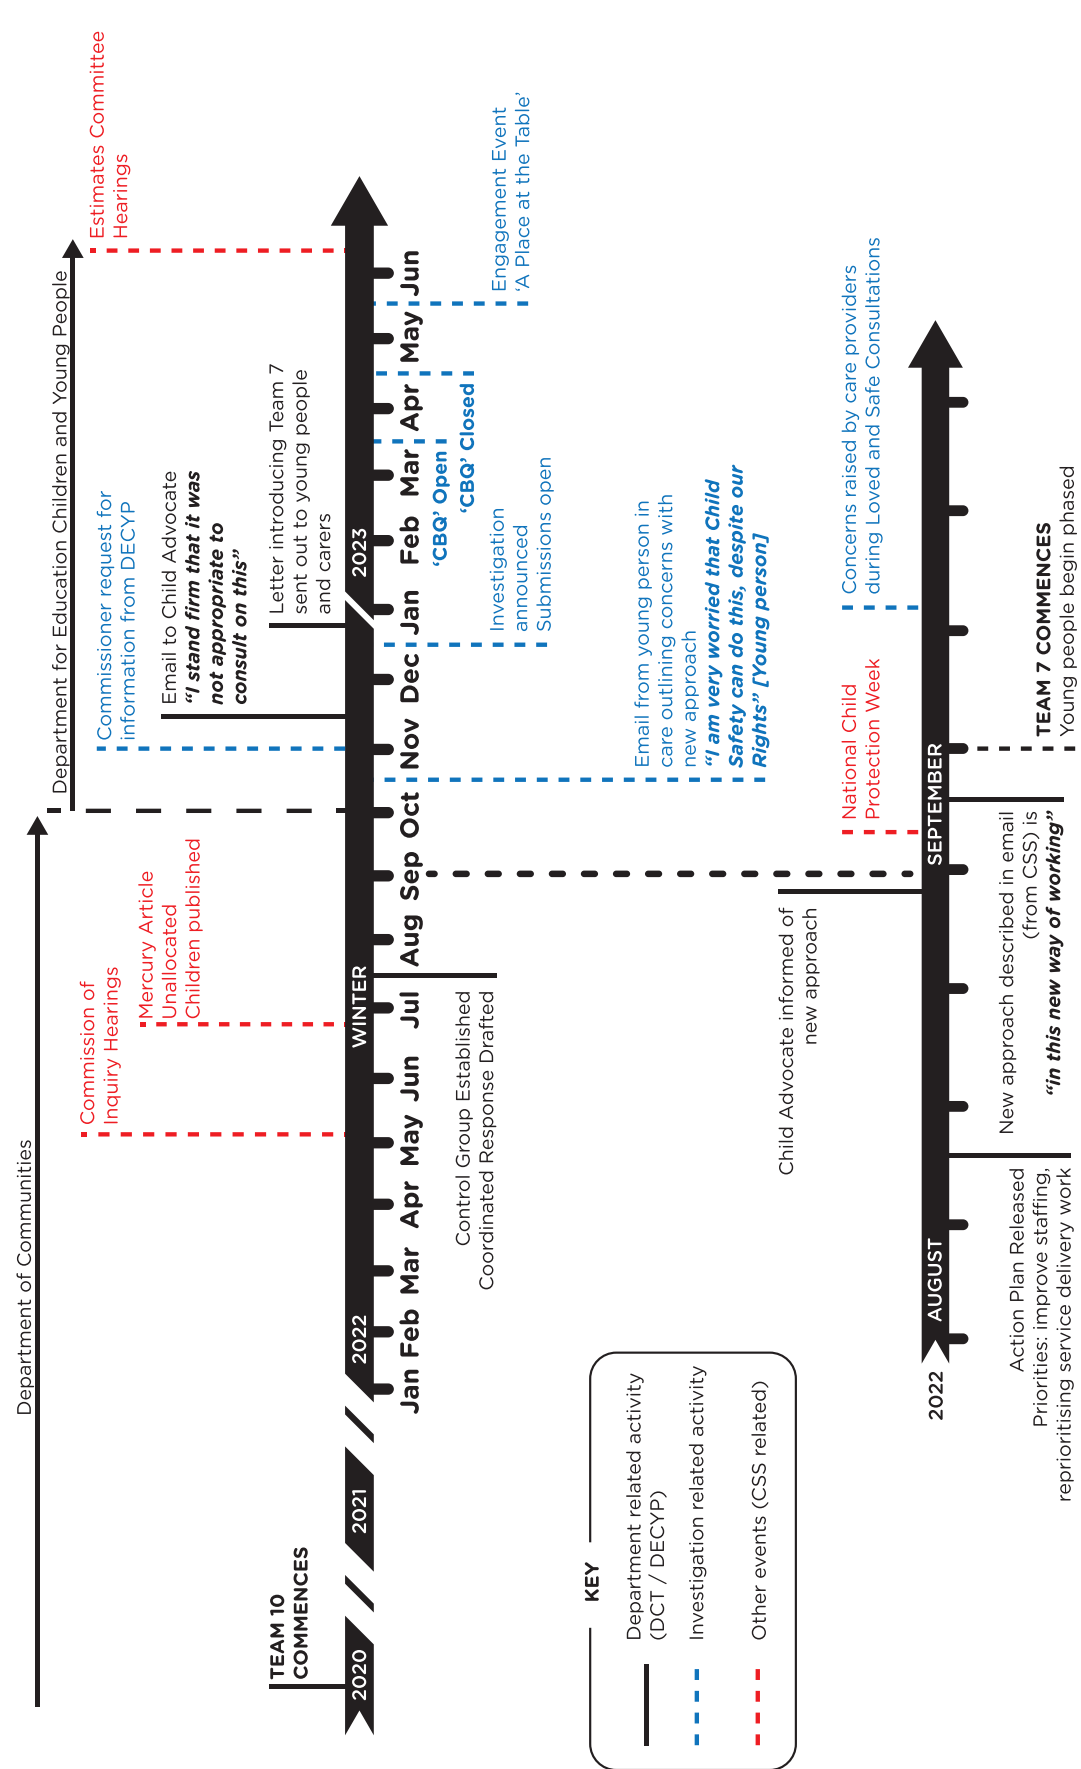 Department of Communities
Department for Education Children and Young People
Commission of
Inquiry Hearings
Mercury Article
Unallocated
Children published
Commissioner request for
information from DECYP
Estimates Committee
Hearings
Email to Child Advocate
“I stand firm that it was
not appropriate to
consult on this”
TEAM 10
COMMENCES
Letter introducing Team 7
sent out to young people
and carers
2020
2021
2022
WINTER
2023
Jan Feb Mar Apr May Jun Jul Aug Sep Oct Nov Dec Jan Feb Mar Apr May Jun
Control Group Established
Coordinated Response Drafted
‘CBQ’ Open
‘CBQ’ Closed
Investigation
announced
Submissions open
Engagement Event
‘A Place at the Table’
Email from young person in
care outlining concerns with
new approach
“I am very worried that Child
Safety can do this, despite our
Rights” [Young person]
KEY
Department related activity
(DCT / DECYP)
Investigation related activity
Other events (CSS related)
Child Advocate informed of
new approach
National Child
Protection Week
Concerns raised by care providers
during Loved and Safe Consultations
2022
AUGUST
SEPTEMBER
Action Plan Released
Priorities: improve staffing,
reprioritising service delivery work
New approach described in email
(from CSS) is
“in this new way of working”
TEAM 7 COMMENCES
Young people begin phased